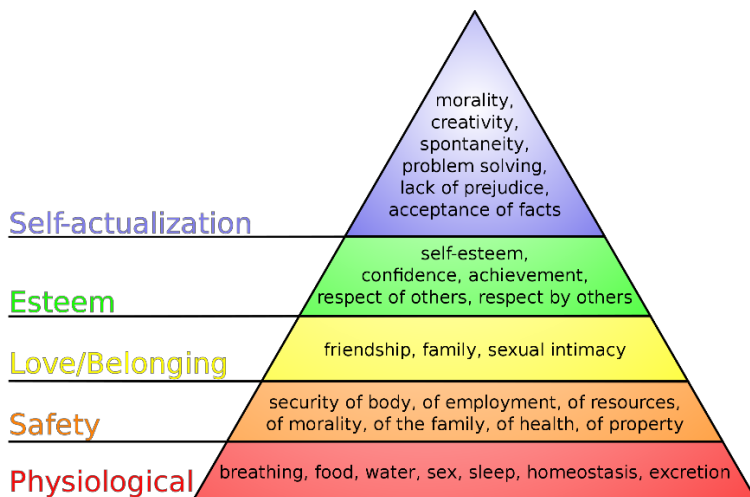 morality,
creativity,
spontaneity,
problem solving,
lack of prejudice,
acceptance of facts
Self-actualization
self-esteem,
confidence, achievement,
respect of others, respect by others
Esteem
friendship, family, sexual intimacy
Love/Belonging
security of body, of employment, of resources,
of morality, of the family, of health, of property
Safety
breathing, food, water, sex, sleep, homeostasis, excretion
Physiological